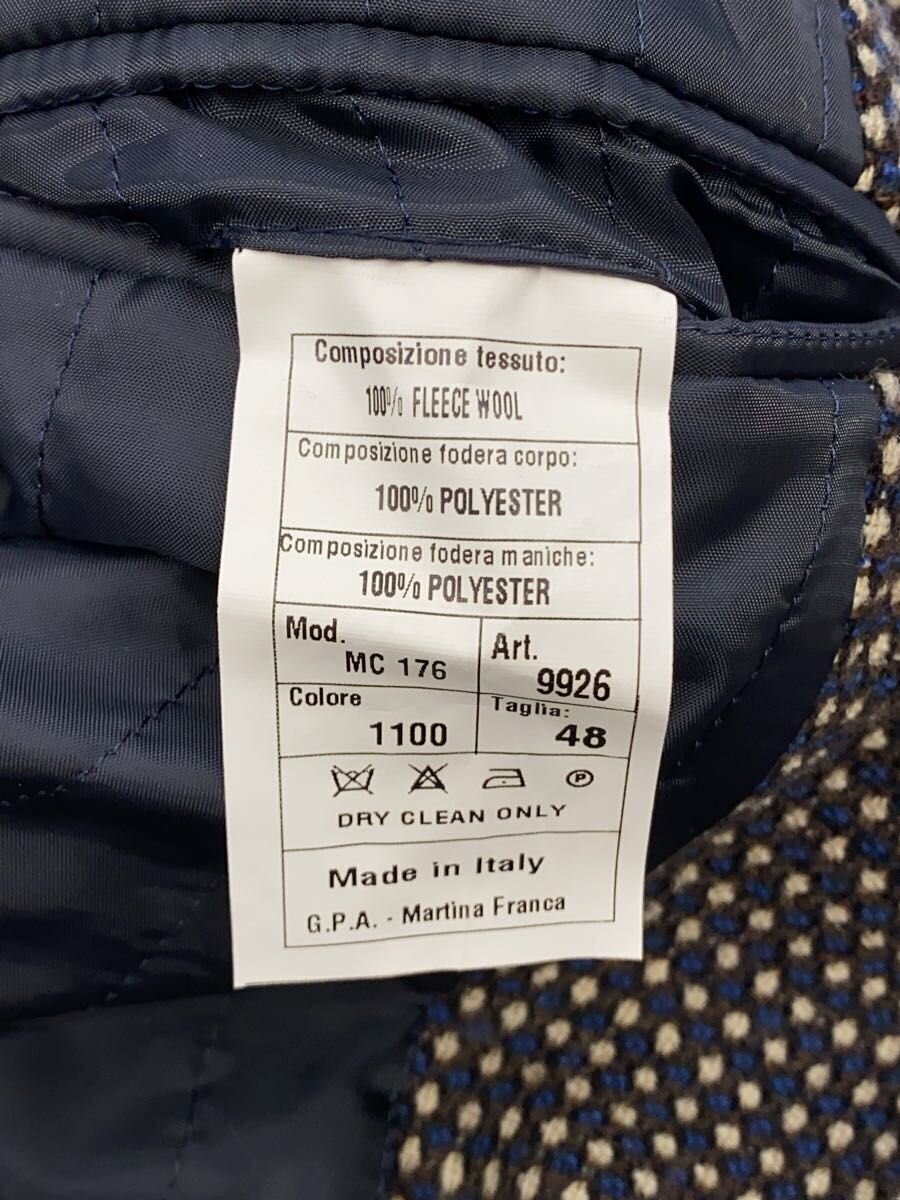 Composizione tessuto:
100% FLEECE WOOL
Composizione fodera corpo:
100% POLYESTER
Composizione fodera maniche:
100% POLYESTER
Mod.
MC 176
Art.
9926
Colore
1100
Taglia:
48
P
DRY CLEAN ONLY
Made in Italy
G.P.A. - Martina Franca